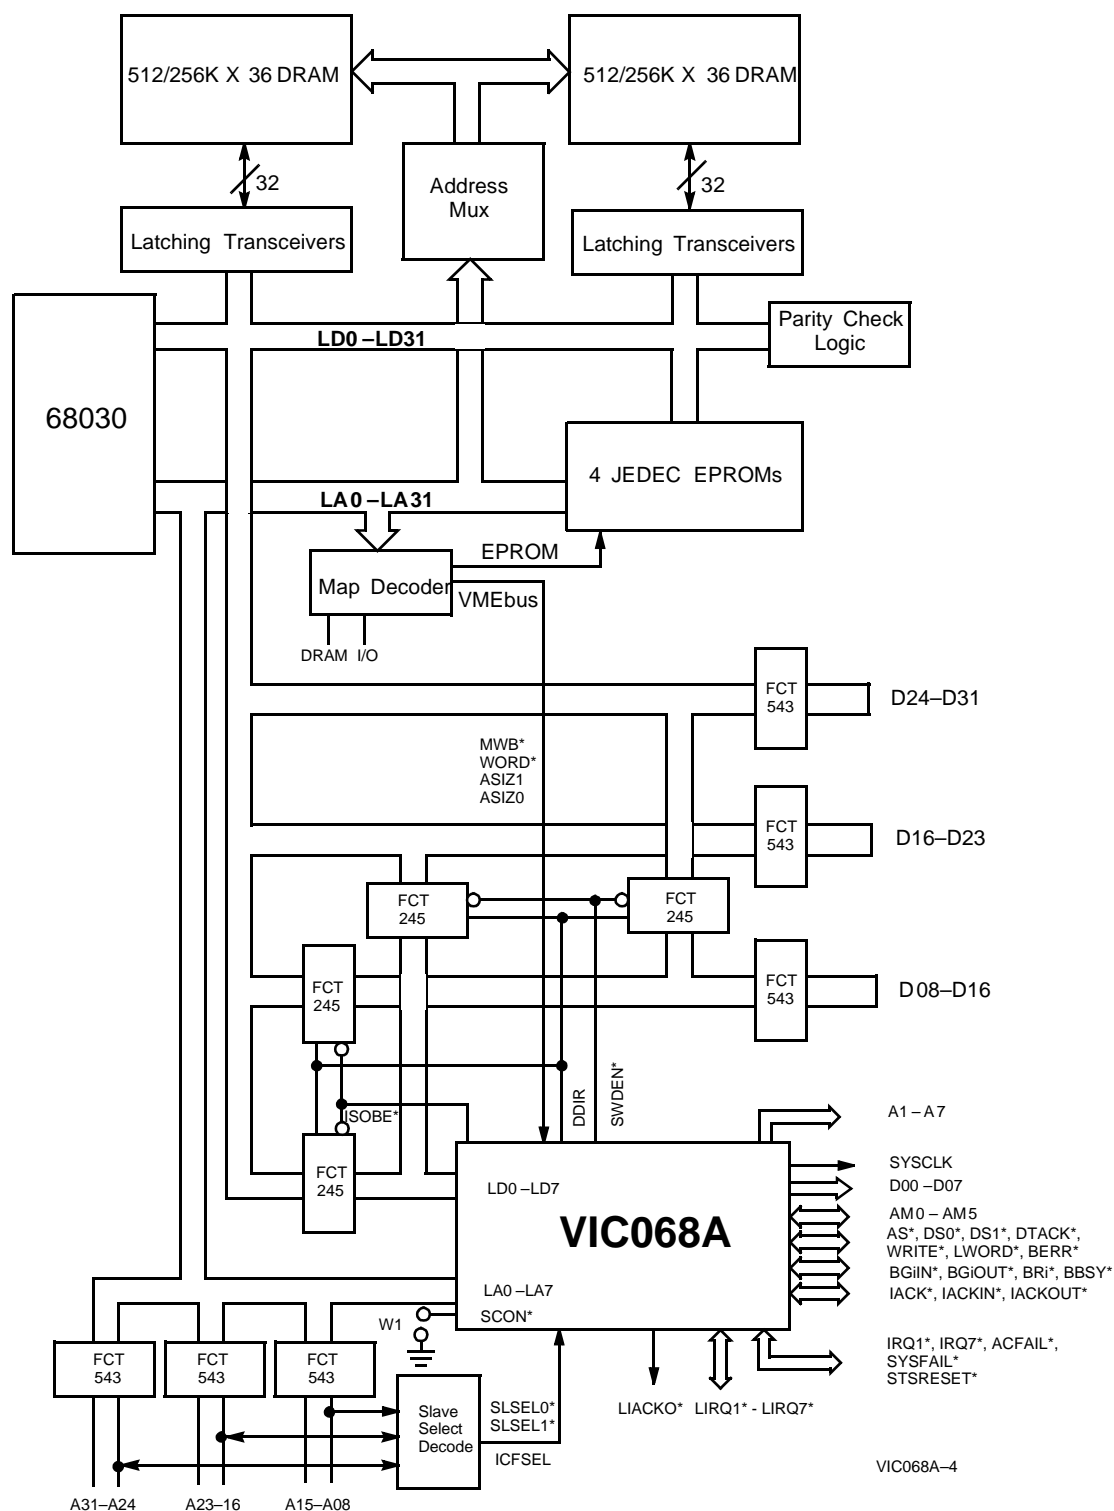 512/256K X 36 DRAM
512/256K X 36 DRAM
32
Address
Mux
32
Latching Transceivers
Latching Transceivers
Parity Check
Logic
LD0–LD31
68030
4 JEDEC EPROMs
LA0–LA31
EPROM
Map Decoder
VMEbus
DRAM I/O
FCT
543
D24–D31
MWB*
WORD*
ASIZ1
ASIZ0
FCT
543
D16–D23
FCT
245
FCT
245
FCT
245
FCT
543
D08–D16
DDIR
SWDEN*
ISOBE*
A1–A7
FCT
245
LD0–LD7
SYSCLK
D00–D07
VIC068A
AM0–AM5
AS*, DS0*, DS1*, DTACK*,
WRITE*, LWORD*, BERR*
BGiIN*, BGiOUT*, BRi*, BBSY*
IACK*, IACKIN*, IACKOUT*
LA0–LA7
SCON*
W1
FCT
543
FCT
543
FCT
543
IRQ1*, IRQ7*, ACFAIL*,
SYSFAIL*
STSRESET*
Slave
Select
Decode
SLSEL0*
SLSEL1*
ICFSEL
LIACKO* LIRQ1* - LIRQ7*
VIC068A–4
A31–A24
A23–16
A15–A08